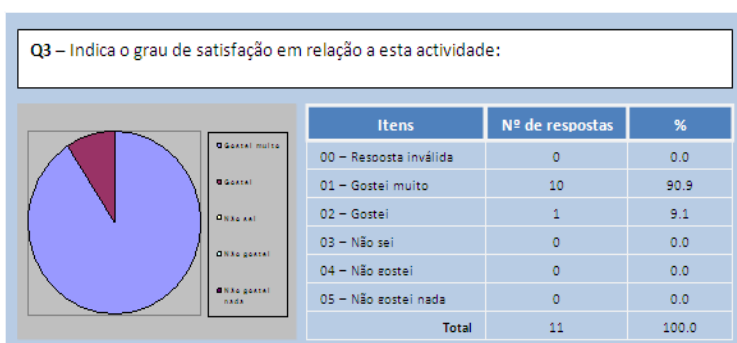 Q3 – Indica o grau de satisfação em relação a esta actividade:
Gostei muito
Gostei
Não sei
Não gostei
Não gostei
nada
Itens Nº de respostas %
00 – Resposta inválida 0 0.0
01 – Gostei muito 10 90.9
02 – Gostei 1 9.1
03 – Não sei 0 0.0
04 – Não gostei 0 0.0
05 – Não gostei nada 0 0.0
Total 11 100.0